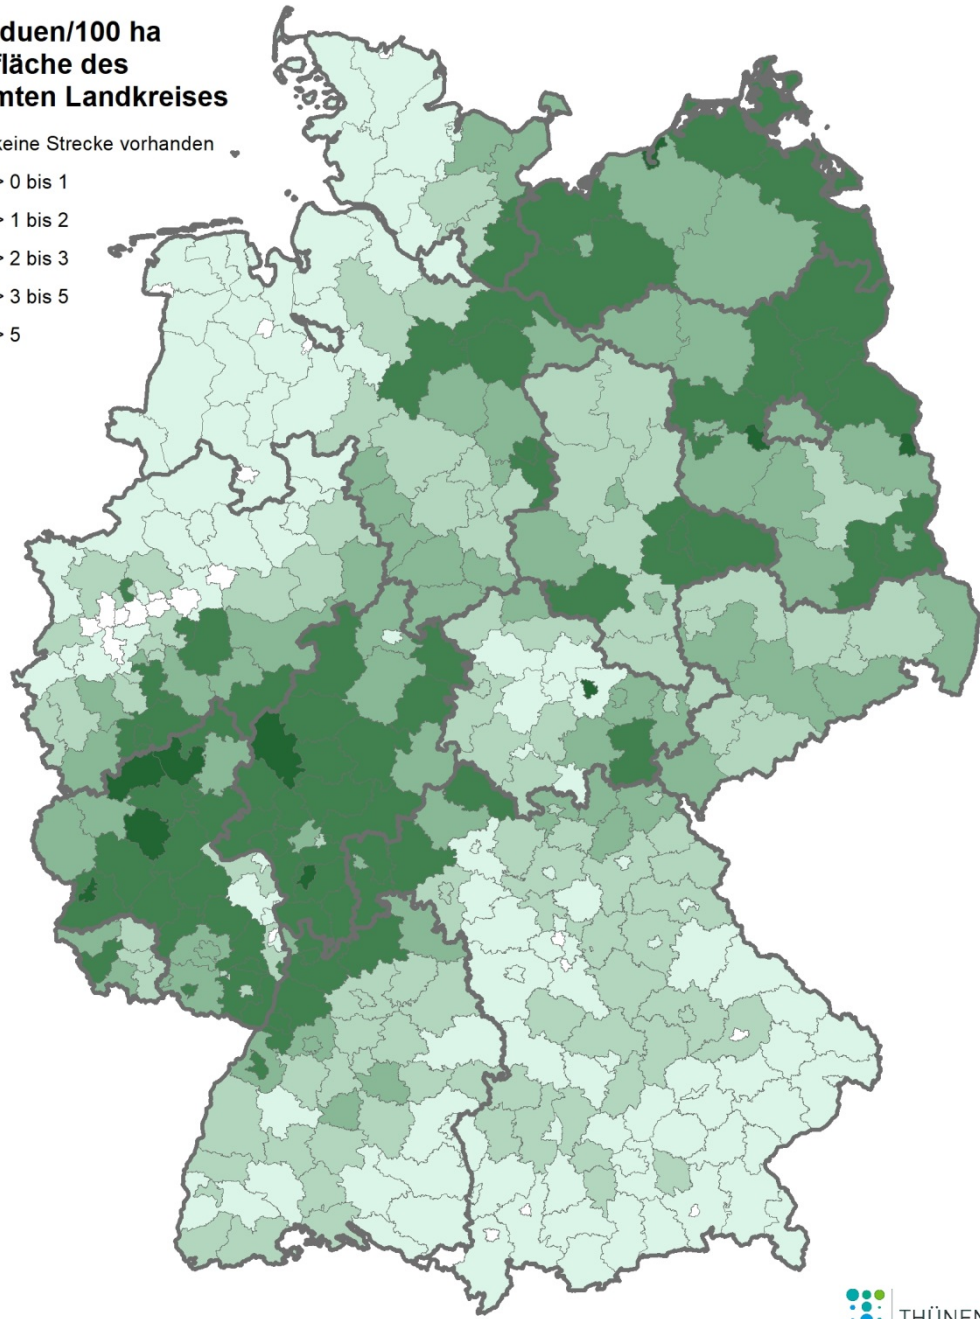 duen/100 ha
fläche des
mten Landkreises
keine Strecke vorhanden
> 0 bis 1
> 1 bis 2
> 2 bis 3
> 3 bis 5
> 5
THÜNEN